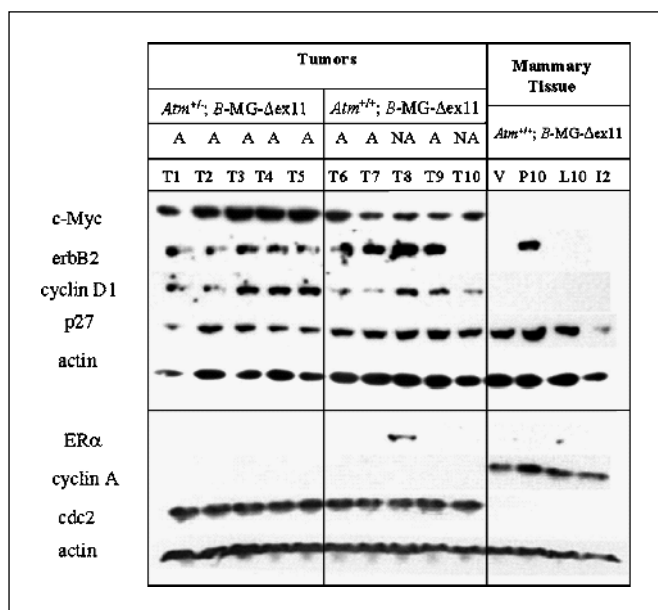 Tumors
Mammary
Tissue
Atm+/-; B-MG-Δex11
Atm+/+; B-MG-Δex11
Atm+/+; B-MG-Δex11
A A A A A A A NA A NA
T1 T2 T3 T4 T5 T6 T7 T8 T9 T10 V P10 L10 I2
c-Myc
erbB2
cyclin D1
p27
actin
ERα
cyclin A
cdc2
actin